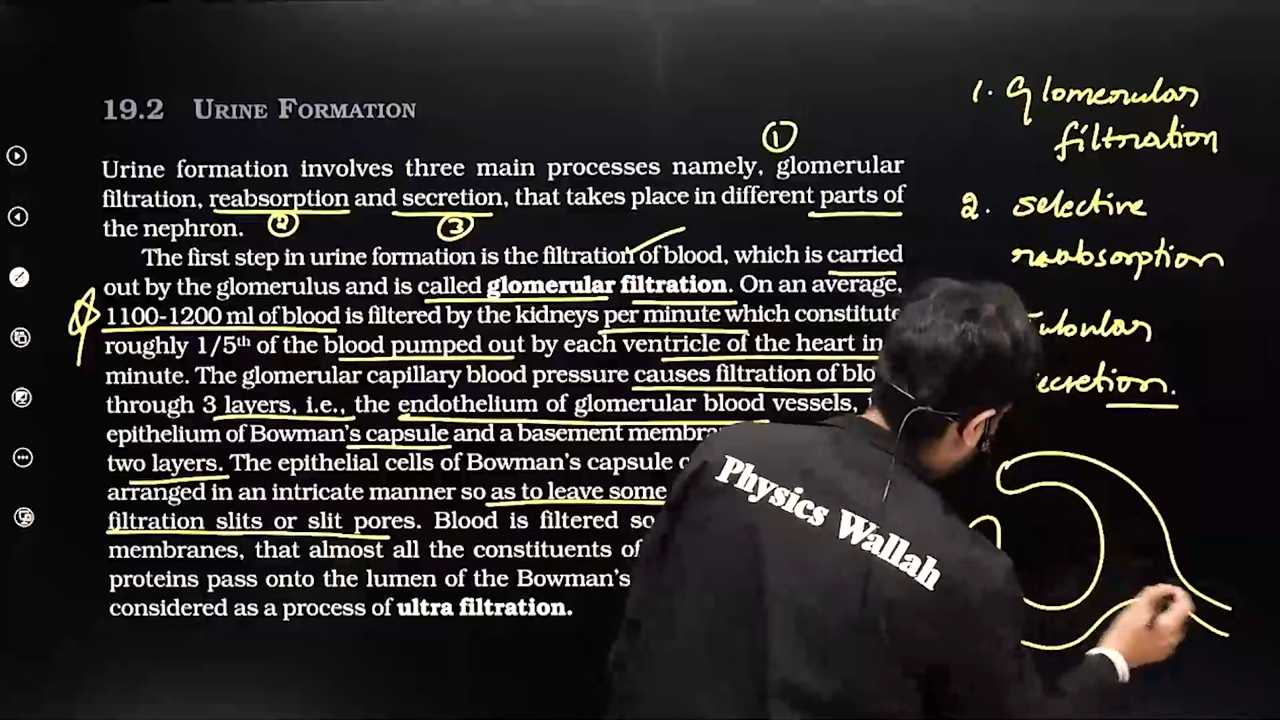 19.2 URINE FORMATION
①
Urine formation involves three main processes namely, glomerular
filtration, reabsorption and secretion, that takes place in different parts of
the nephron.
② ③
The first step in urine formation is the filtration of blood, which is carried
out by the glomerulus and is called glomerular filtration. On an average,
1100-1200 ml of blood is filtered by the kidneys per minute which constitute
roughly 1/5th of the blood pumped out by each ventricle of the heart in
minute. The glomerular capillary blood pressure causes filtration of blo
through 3 layers, i.e., the endothelium of glomerular blood vessels,
epithelium of Bowman's capsule and a basement membra
two layers. The epithelial cells of Bowman's capsule
arranged in an intricate manner so as to leave some
filtration slits or slit pores. Blood is filtered so
membranes, that almost all the constituents of
proteins pass onto the lumen of the Bowman's
considered as a process of ultra filtration.
1. Glomerular
filtration
2. selective
reabsorption
Tubular
secretion.
Physics Wallah